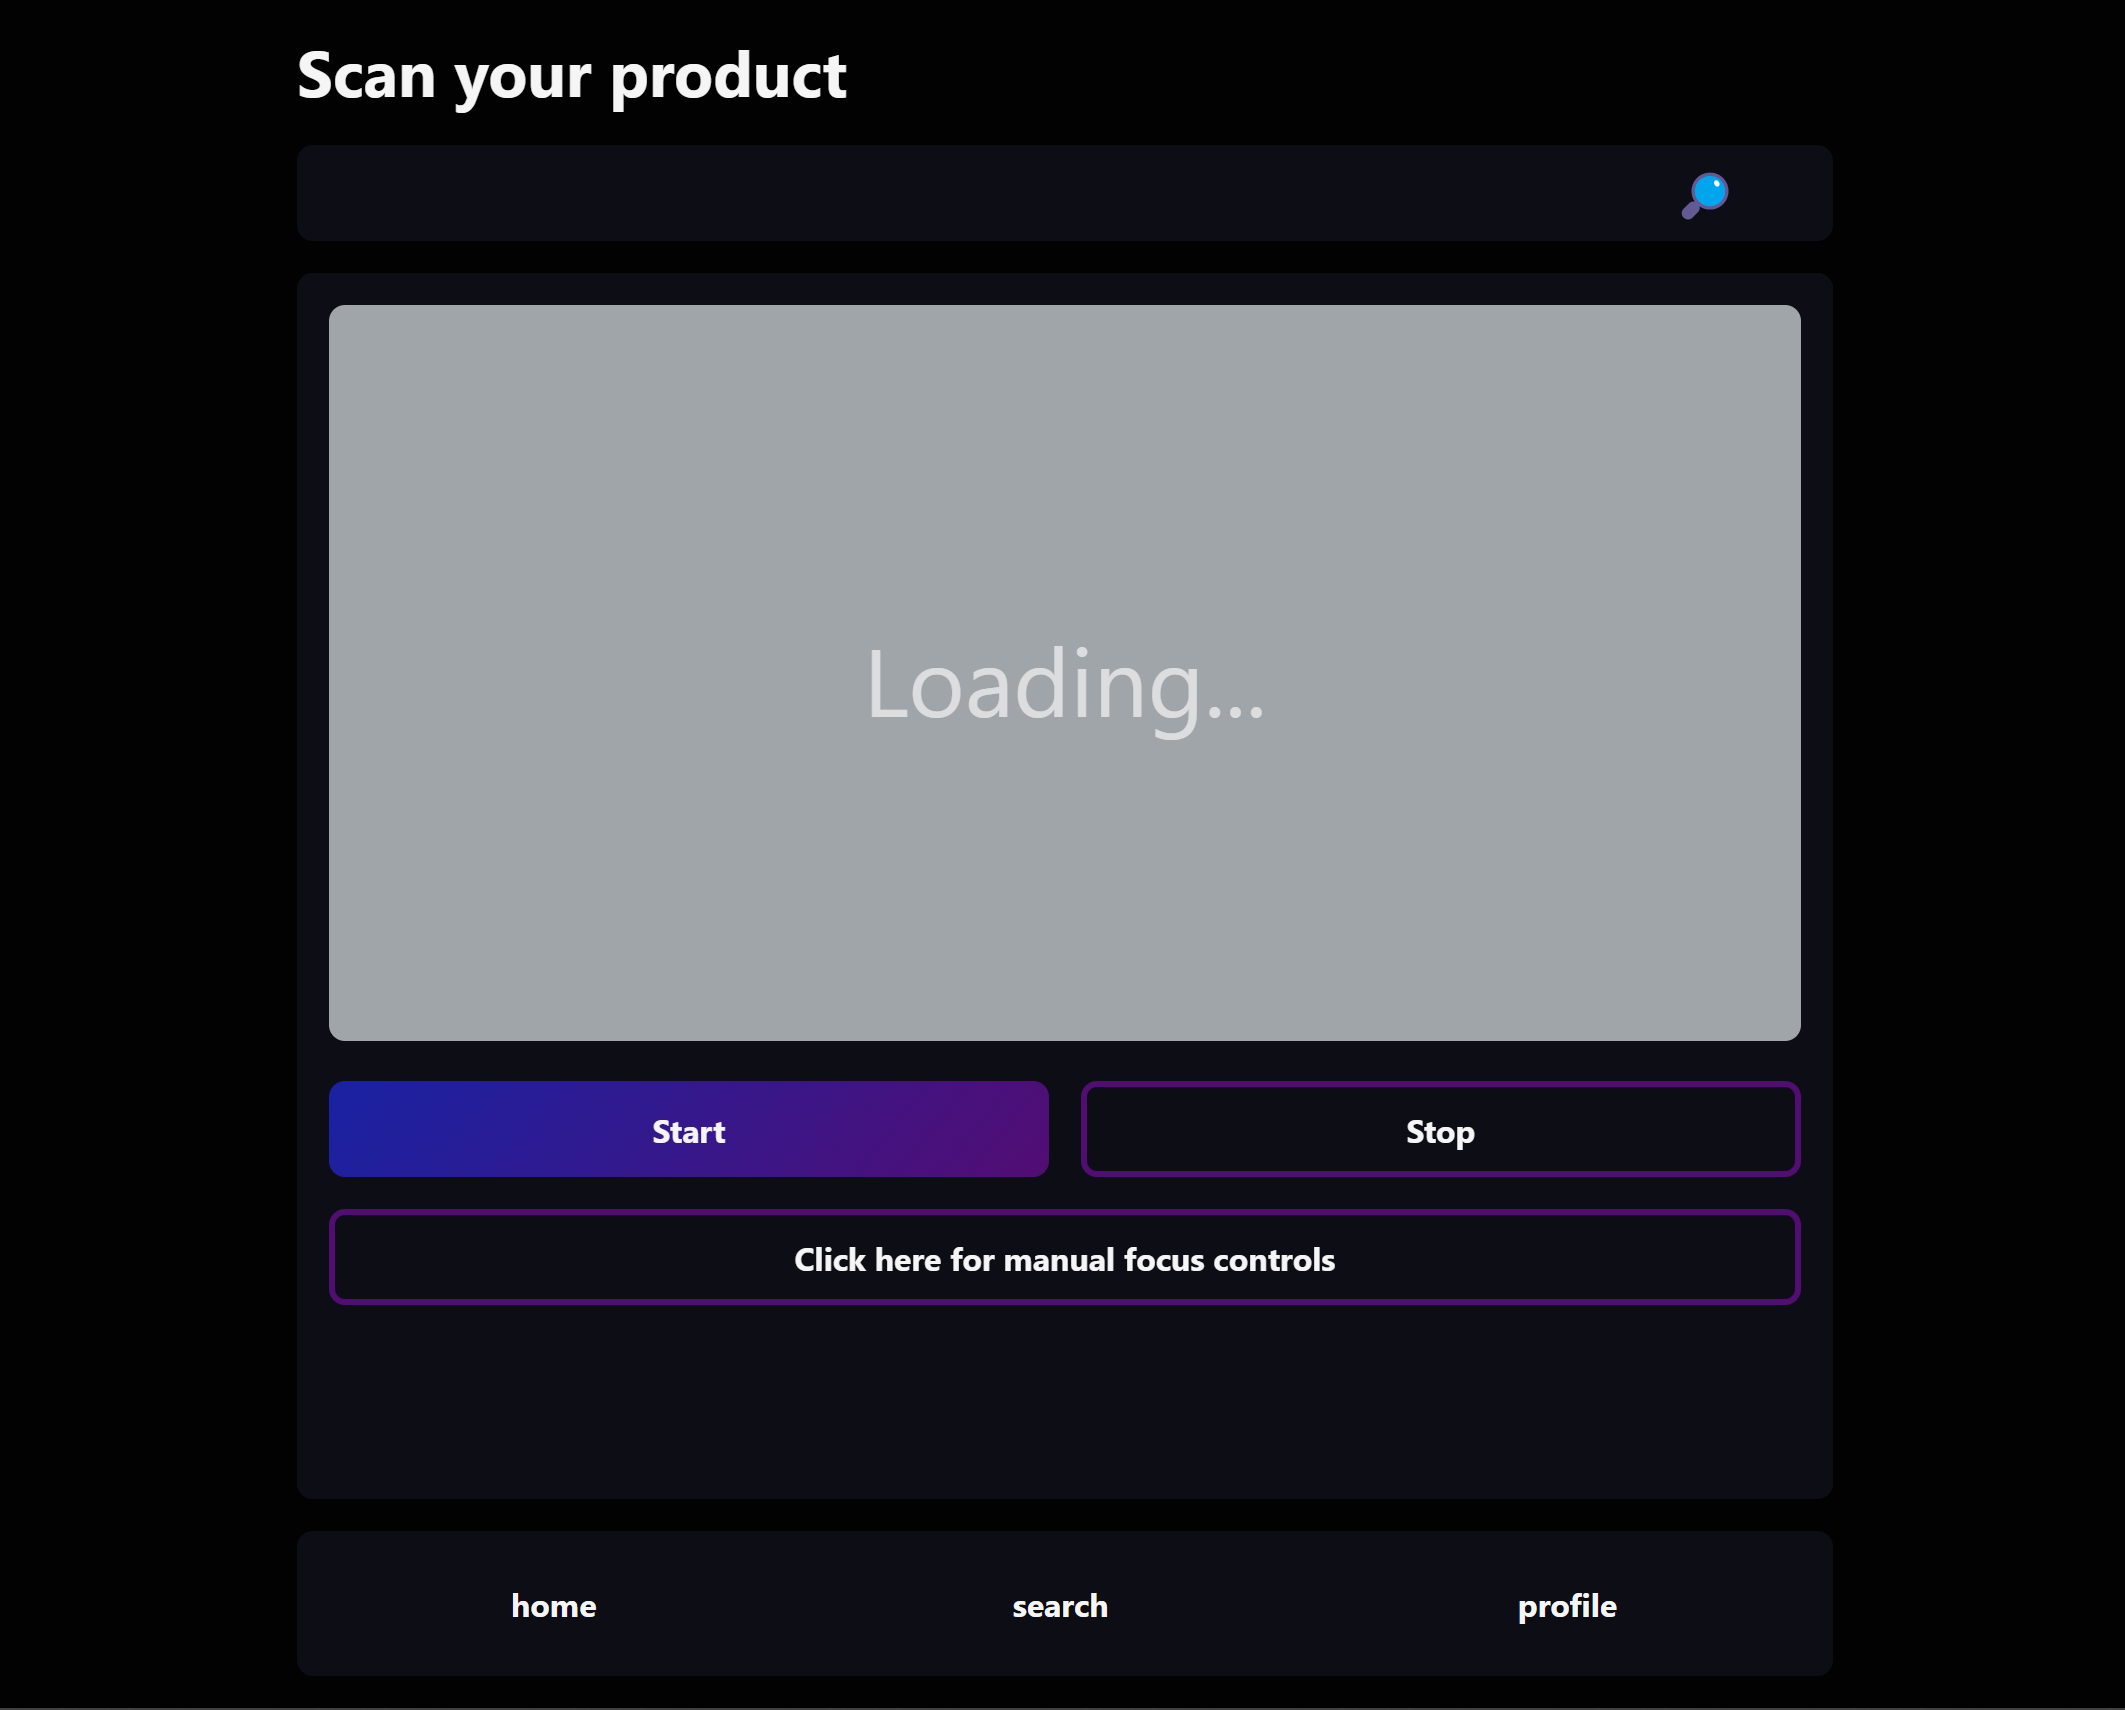 Scan your product
Loading...
Start
Stop
Click here for manual focus controls
home
search
profile